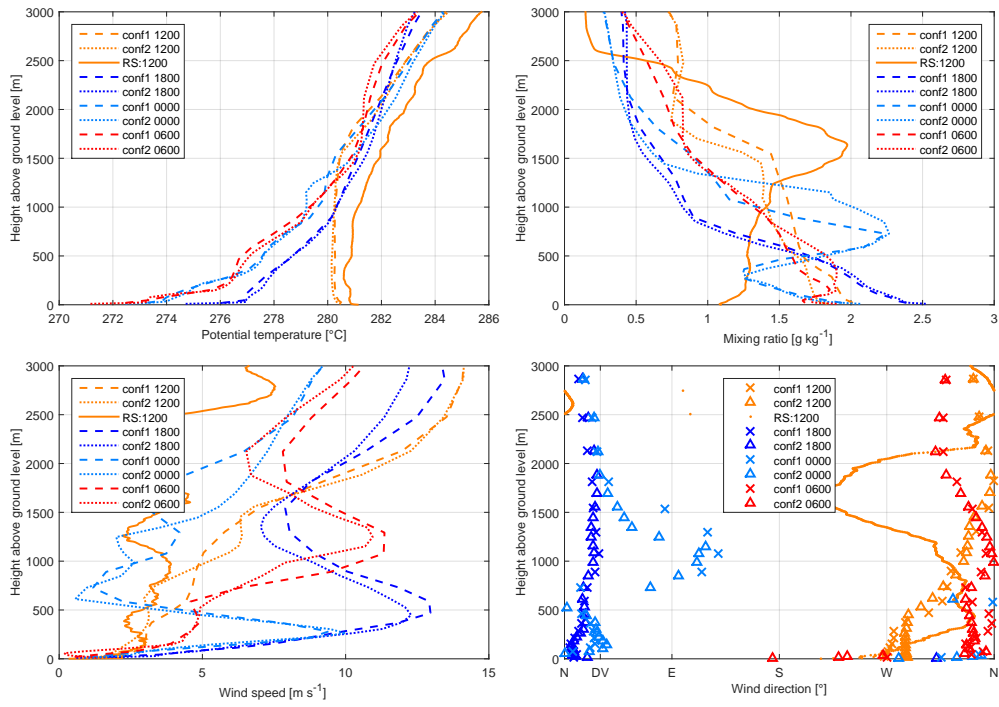 3000
2500
2000
1500
1000
500
0
Height above ground level [m]
conf1 1200
conf2 1200
RS:1200
conf1 1800
conf2 1800
conf1 0000
conf2 0000
conf1 0600
conf2 0600
270 272 274 276 278 280 282 284 286
Potential temperature [°C]
3000
2500
2000
1500
1000
500
0
Height above ground level [m]
conf1 1200
conf2 1200
RS:1200
conf1 1800
conf2 1800
conf1 0000
conf2 0000
conf1 0600
conf2 0600
0 0.5 1 1.5 2 2.5 3
Mixing ratio [g kg-1]
3000
2500
2000
1500
1000
500
0
Height above ground level [m]
conf1 1200
conf2 1200
RS:1200
conf1 1800
conf2 1800
conf1 0000
conf2 0000
conf1 0600
conf2 0600
0 5 10 15
Wind speed [m s-1]
3000
2500
2000
1500
1000
500
0
Height above ground level [m]
conf1 1200
conf2 1200
RS:1200
conf1 1800
conf2 1800
conf1 0000
conf2 0000
conf1 0600
conf2 0600
N DV E S W N
Wind direction [°]